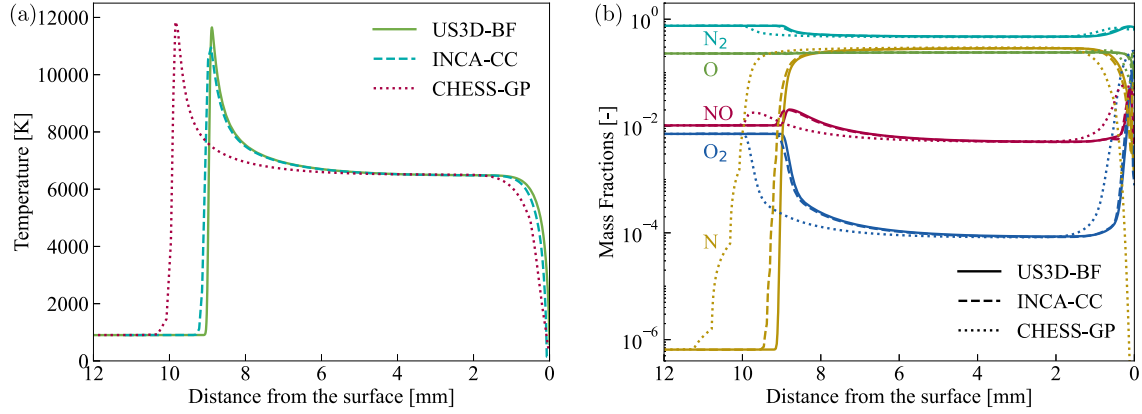 (a)
12000
10000
8000
6000
4000
2000
0
Temperature [K]
US3D-BF
INCA-CC
CHESS-GP
12 10 8 6 4 2 0
Distance from the surface [mm]
(b)
10⁰
10⁻²
10⁻⁴
10⁻⁶
Mass Fractions [-]
N₂
O
NO
O₂
N
US3D-BF
INCA-CC
CHESS-GP
12 10 8 6 4 2 0
Distance from the surface [mm]